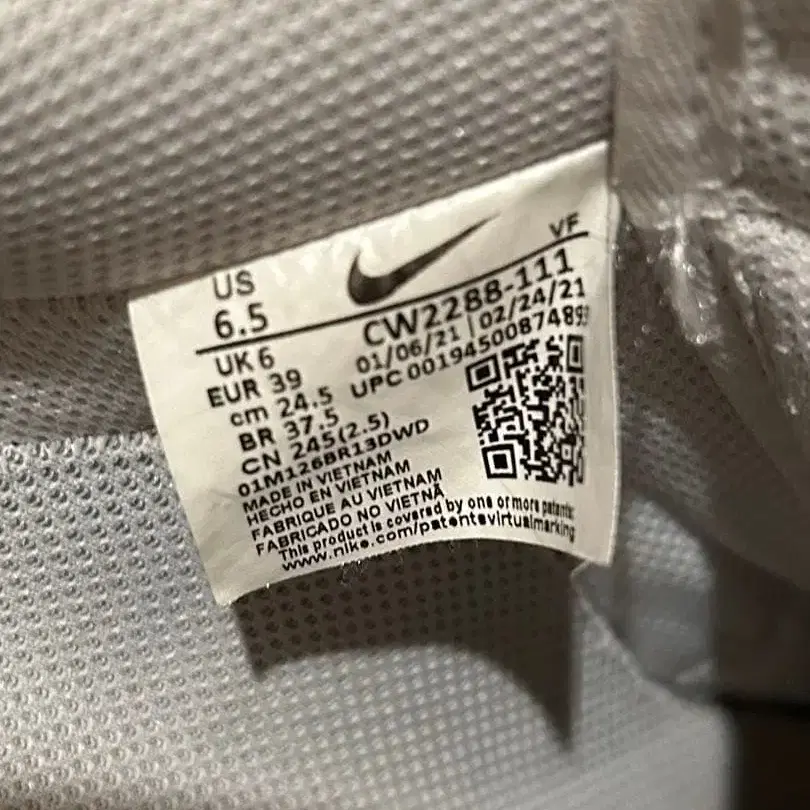 VF
US
6.5
CW2288-111
01/06/21 | 02/24/21
UPC 00194500874893
UK 6
EUR 39
cm 24.5
BR 37.5
CN 245(2.5)
01M126BR13DWD
MADE IN VIETNAM
HECHO EN VIETNAM
FABRIQUE AU VIETNAM
FABRICADO NO VIETNÃ
This product is covered by one or more patents:
www.nike.com/patentsvirtualmarking